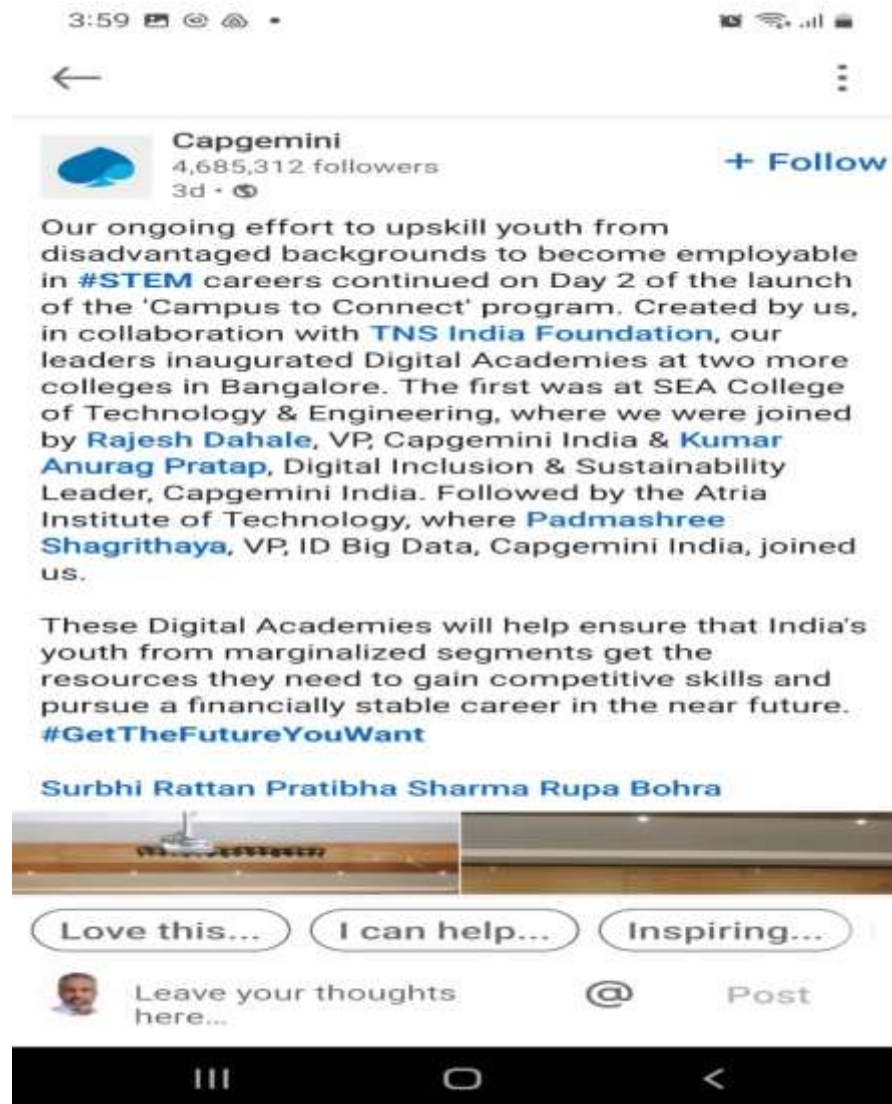 3:59
Capgemini
4,685,312 followers
3d •
+ Follow
Our ongoing effort to upskill youth from
disadvantaged backgrounds to become employable
in #STEM careers continued on Day 2 of the launch
of the 'Campus to Connect' program. Created by us,
in collaboration with TNS India Foundation, our
leaders inaugurated Digital Academies at two more
colleges in Bangalore. The first was at SEA College
of Technology & Engineering, where we were joined
by Rajesh Dahale, VP, Capgemini India & Kumar
Anurag Pratap, Digital Inclusion & Sustainability
Leader, Capgemini India. Followed by the Atria
Institute of Technology, where Padmashree
Shagrithaya, VP, ID Big Data, Capgemini India, joined
us.
These Digital Academies will help ensure that India's
youth from marginalized segments get the
resources they need to gain competitive skills and
pursue a financially stable career in the near future.
#GetTheFutureYouWant
Surbhi Rattan Pratibha Sharma Rupa Bohra
Love this... I can help... Inspiring...
Leave your thoughts
here...
@ Post